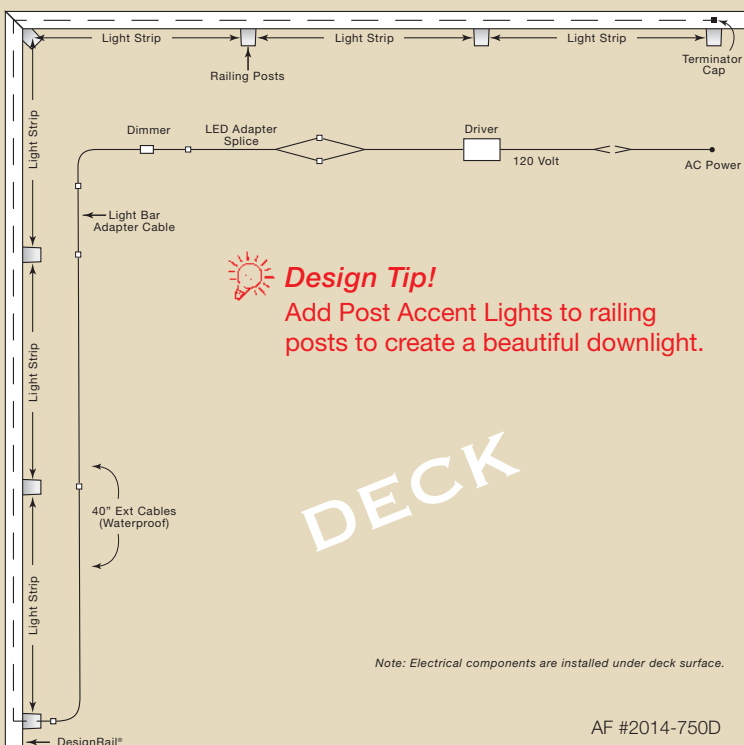 Light Strip
Light Strip
Light Strip
Railing Posts
Terminator
Cap
Light Strip
Dimmer
LED Adapter
Splice
Driver
120 Volt
AC Power
Light Bar
Adapter Cable
Design Tip!
Add Post Accent Lights to railing
posts to create a beautiful downlight.
Light Strip
DECK
40” Ext Cables
(Waterproof)
Light Strip
Note: Electrical components are installed under deck surface.
AF #2014-750D
DesignRail®